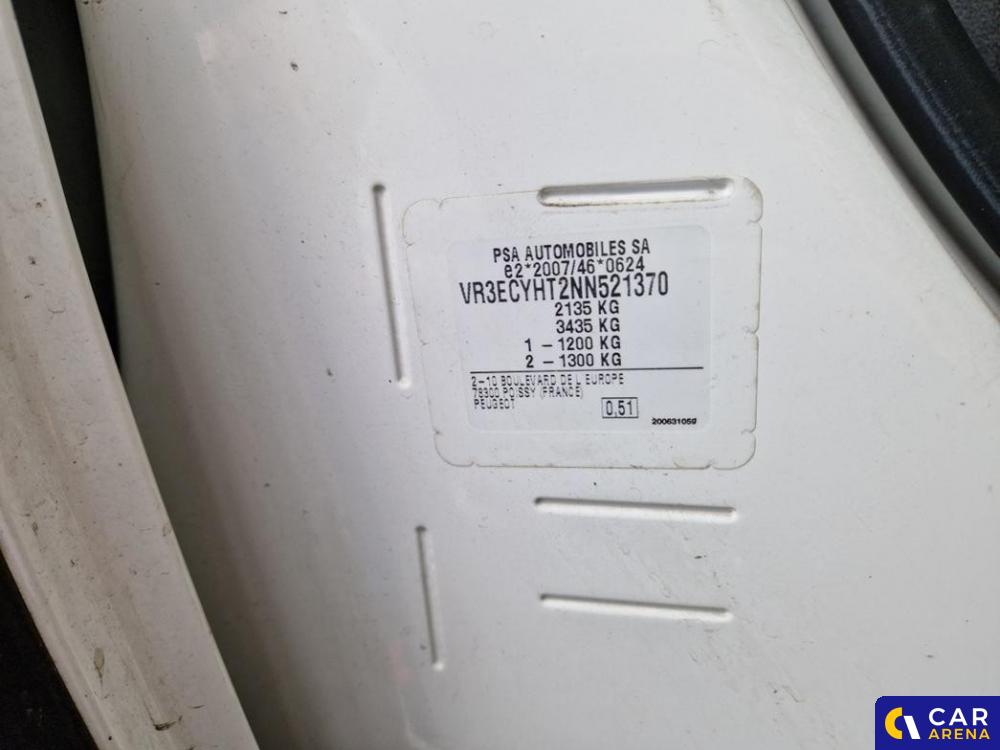 PSA AUTOMOBILES SA
e2*2007/46*0624
VR3ECYHT2NN521370
2135 KG
3435 KG
1 - 1200 KG
2 - 1300 KG
2-10 BOULEVARD DE L EUROPE
78300 POISSY (FRANCE)
PEUGEOT
0,51
200631059
CAR
ARENA